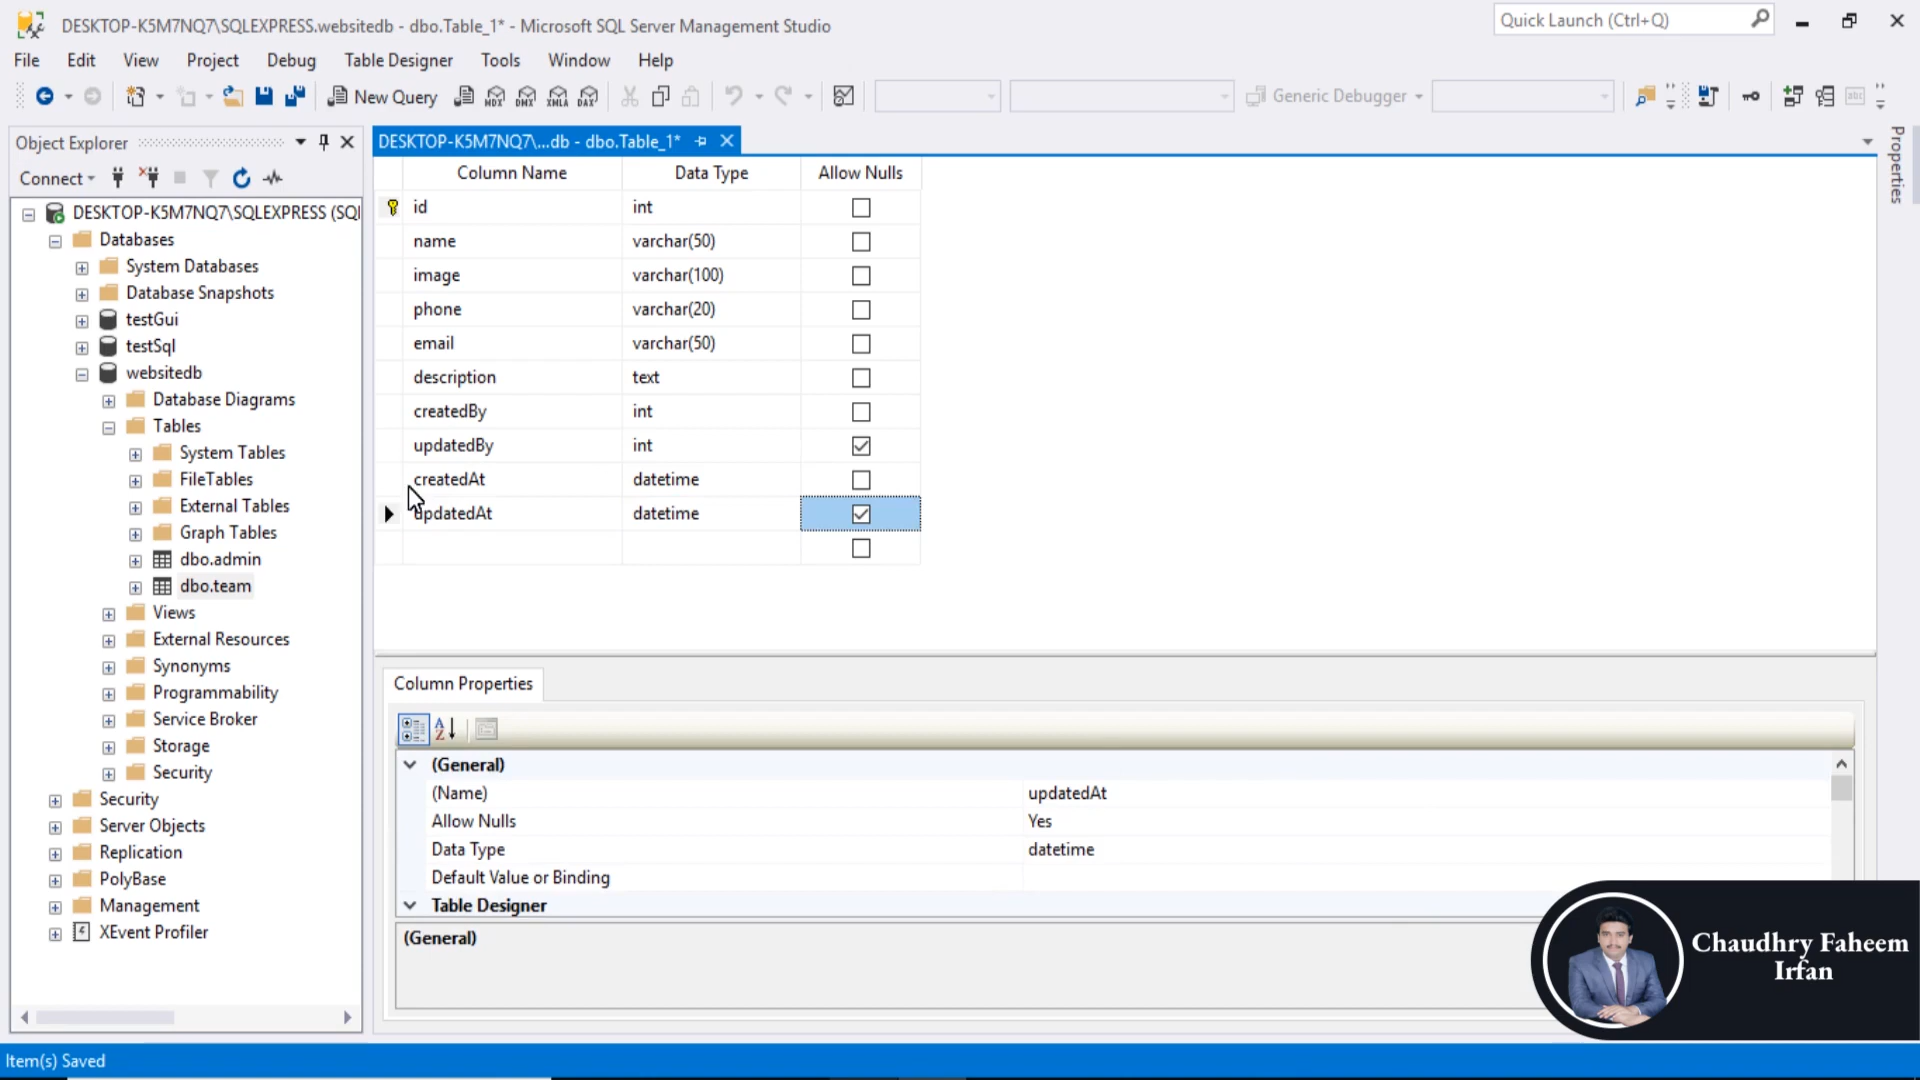 DESKTOP-K5M7NQ7\SQLEXPRESS.websitedb - dbo.Table_1* - Microsoft SQL Server Management Studio
Quick Launch (Ctrl+Q)
File Edit View Project Debug Table Designer Tools Window Help
New Query MDX DMX XMLA DAX Generic Debugger abc
Object Explorer
Connect
DESKTOP-K5M7NQ7\SQLEXPRESS (SQL
Databases
System Databases
Database Snapshots
testGui
testSql
websitedb
Database Diagrams
Tables
System Tables
FileTables
External Tables
Graph Tables
dbo.admin
dbo.team
Views
External Resources
Synonyms
Programmability
Service Broker
Storage
Security
Security
Server Objects
Replication
PolyBase
Management
XEvent Profiler
DESKTOP-K5M7NQ7\...db - dbo.Table_1*
Column Name Data Type Allow Nulls
id int
name varchar(50)
image varchar(100)
phone varchar(20)
email varchar(50)
description text
createdBy int
updatedBy int
createdAt datetime
updatedAt datetime
Column Properties
A
Z
(General)
(Name) updatedAt
Allow Nulls Yes
Data Type datetime
Default Value or Binding
Table Designer
(General)
Properties
Chaudhry Faheem
Irfan
Item(s) Saved